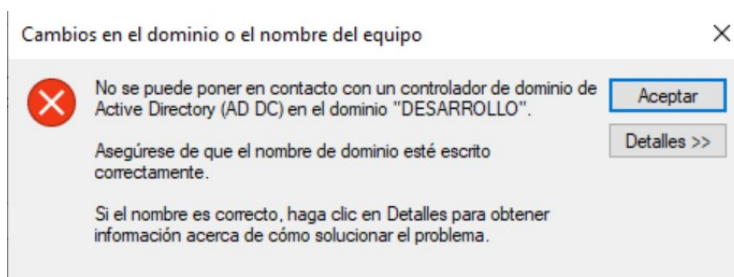 Cambios en el dominio o el nombre del equipo
No se puede poner en contacto con un controlador de dominio de
Active Directory (AD DC) en el dominio "DESARROLLO".
Aceptar
Detalles >>
Asegúrese de que el nombre de dominio esté escrito
correctamente.
Si el nombre es correcto, haga clic en Detalles para obtener
información acerca de cómo solucionar el problema.